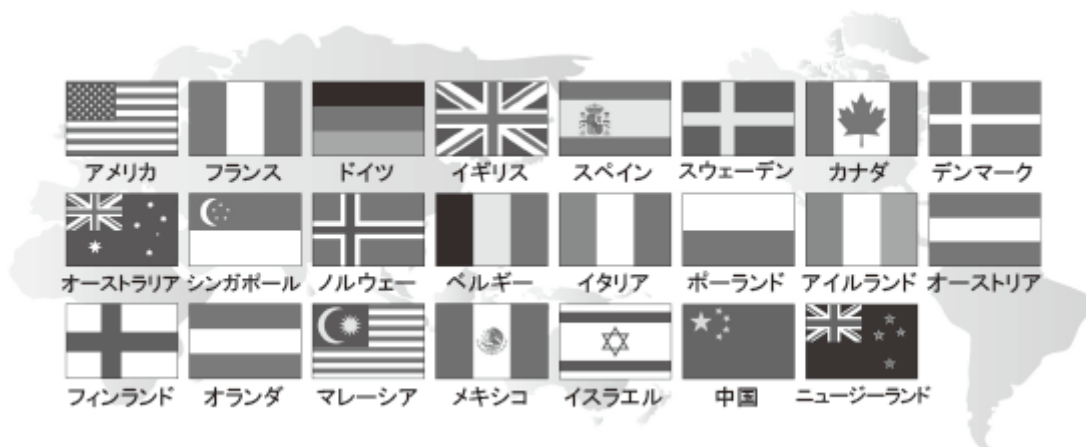 アメリカ フランス ドイツ イギリス スペイン スウェーデン カナダ デンマーク
オーストラリア シンガポール ノルウェー ベルギー イタリア ポーランド アイルランド オーストリア
フィンランド オランダ マレーシア メキシコ イスラエル 中国 ニュージーランド